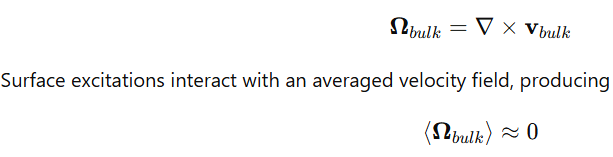 Ω_bulk = ∇ × v_bulk
Surface excitations interact with an averaged velocity field, producing
⟨Ω_bulk⟩ ≈ 0